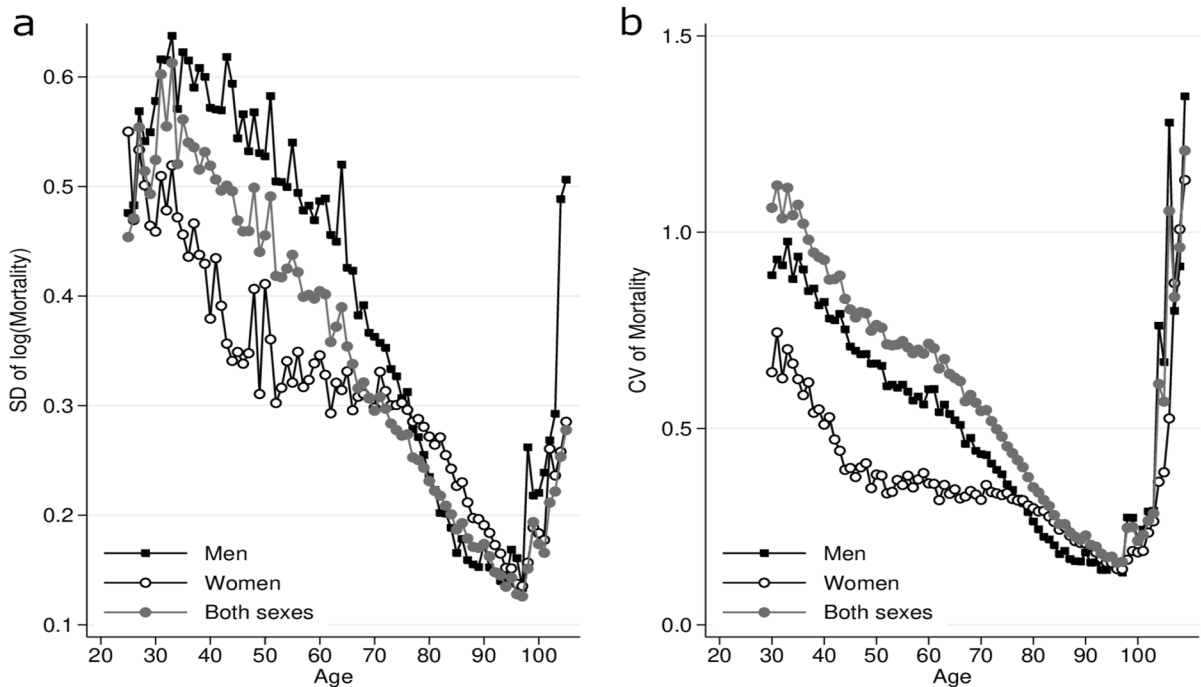 a
SD of log(Mortality)
0.6
0.5
0.4
0.3
0.2
0.1
Men
Women
Both sexes
20 30 40 50 60 70 80 90 100
Age
b
CV of Mortality
1.5
1.0
0.5
0.0
Men
Women
Both sexes
20 30 40 50 60 70 80 90 100
Age